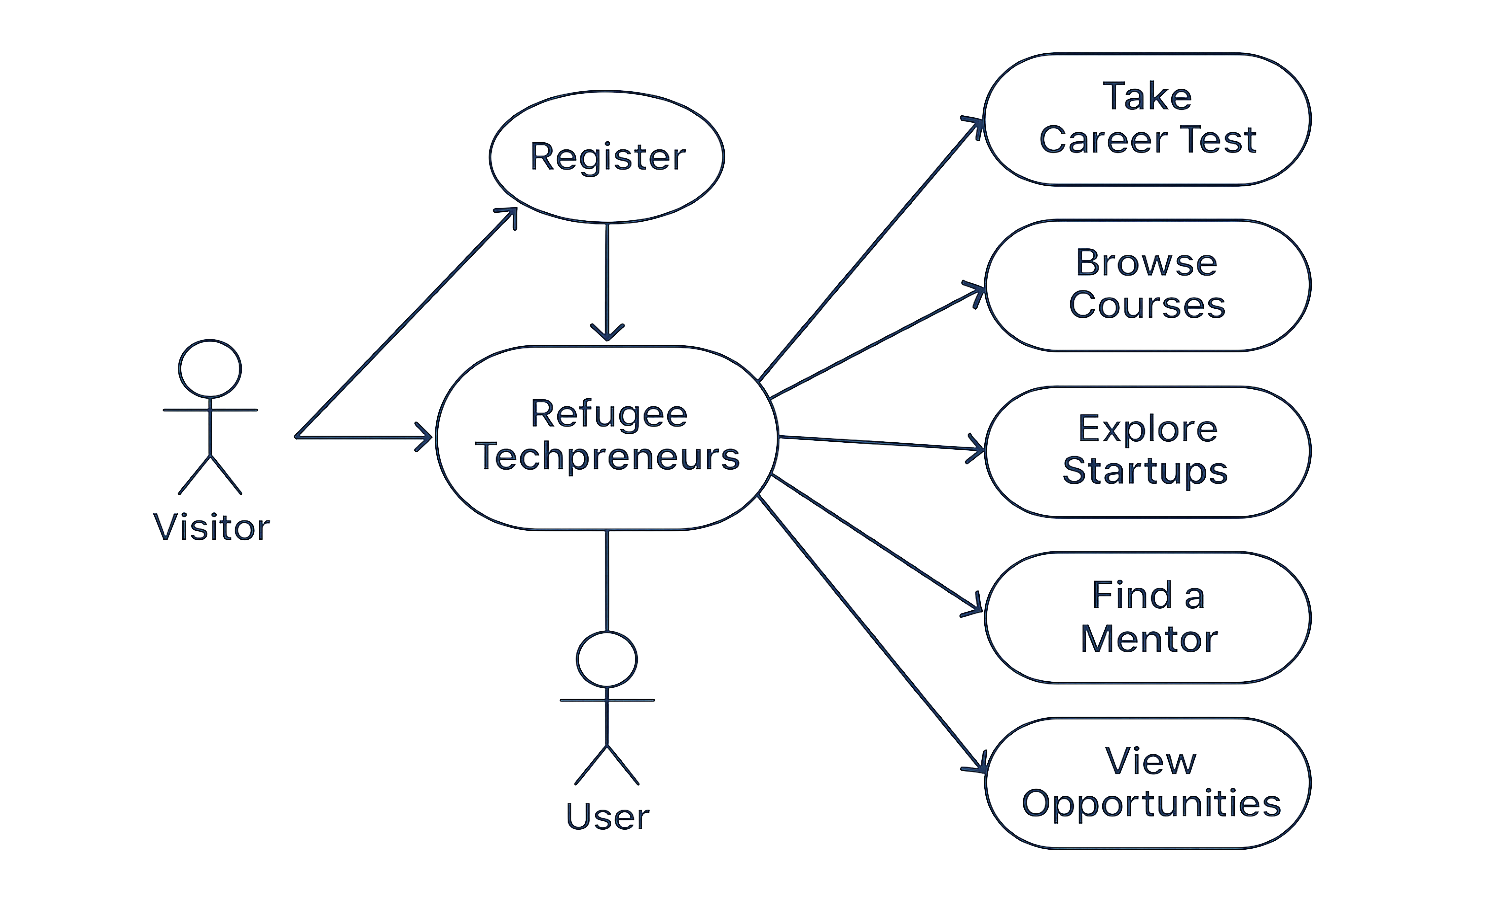 Register
Visitor
Refugee
Techpreneurs
User
Take
Career Test
Browse
Courses
Explore
Startups
Find a
Mentor
View
Opportunities